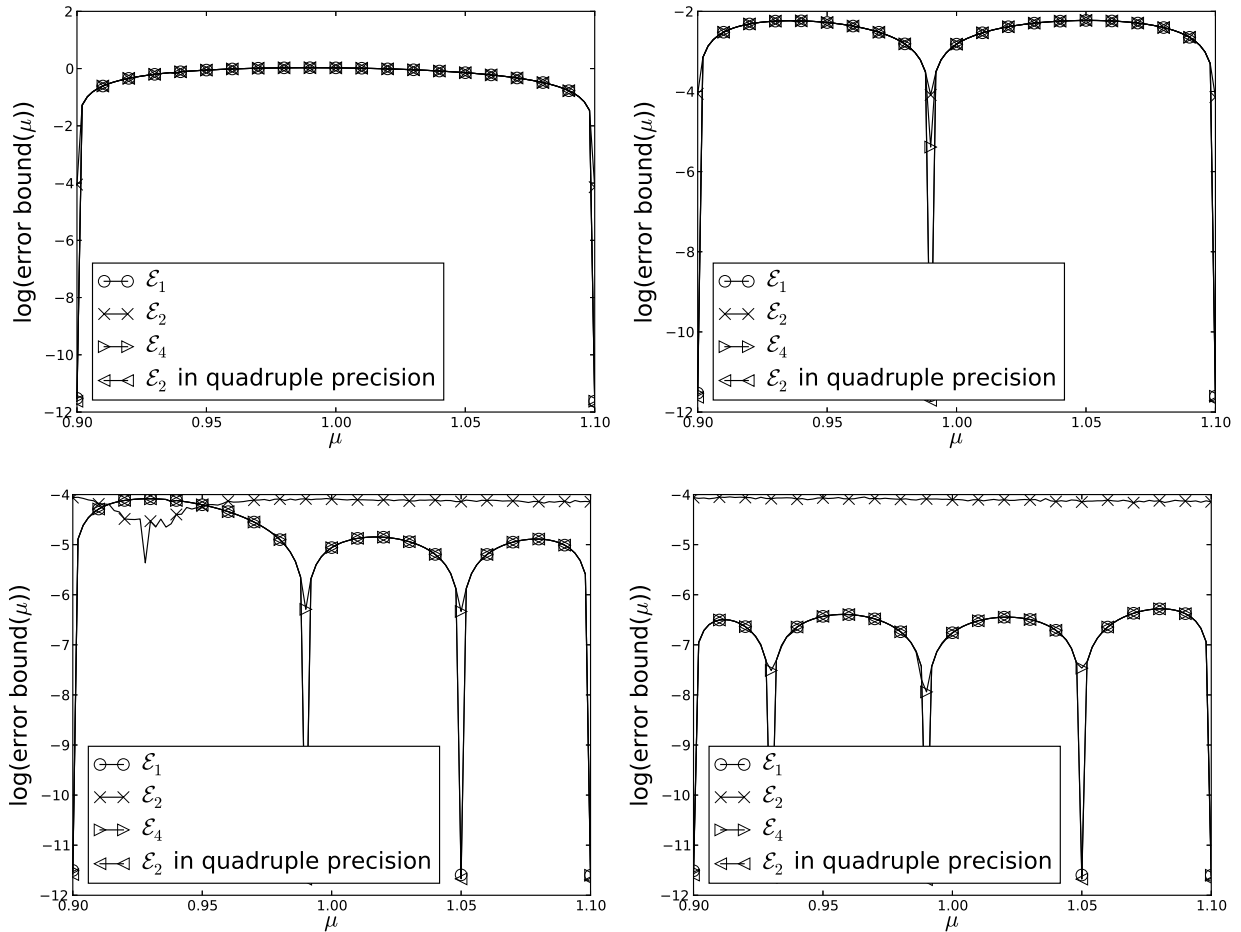 2
0
−2
−4
−6
−8
−10
−12
0.90
0.95
1.00
1.05
1.10
μ
log(error bound(μ))
ℰ₁
ℰ₂
ℰ₄
ℰ₂ in quadruple precision
−2
−4
−6
−8
−10
−12
0.90
0.95
1.00
1.05
1.10
μ
log(error bound(μ))
ℰ₁
ℰ₂
ℰ₄
ℰ₂ in quadruple precision
−4
−5
−6
−7
−8
−9
−10
−11
−12
0.90
0.95
1.00
1.05
1.10
μ
log(error bound(μ))
ℰ₁
ℰ₂
ℰ₄
ℰ₂ in quadruple precision
−4
−5
−6
−7
−8
−9
−10
−11
−12
0.90
0.95
1.00
1.05
1.10
μ
log(error bound(μ))
ℰ₁
ℰ₂
ℰ₄
ℰ₂ in quadruple precision